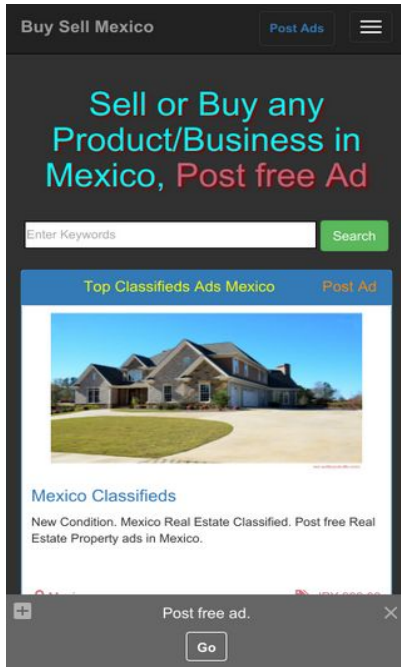 Buy Sell Mexico
Post Ads
Sell or Buy any
Product/Business in
Mexico, Post free Ad
Enter Keywords
Search
Top Classifieds Ads Mexico
Post Ad
Mexico Classifieds
New Condition. Mexico Real Estate Classified. Post free Real
Estate Property ads in Mexico.
Post free ad.
Go